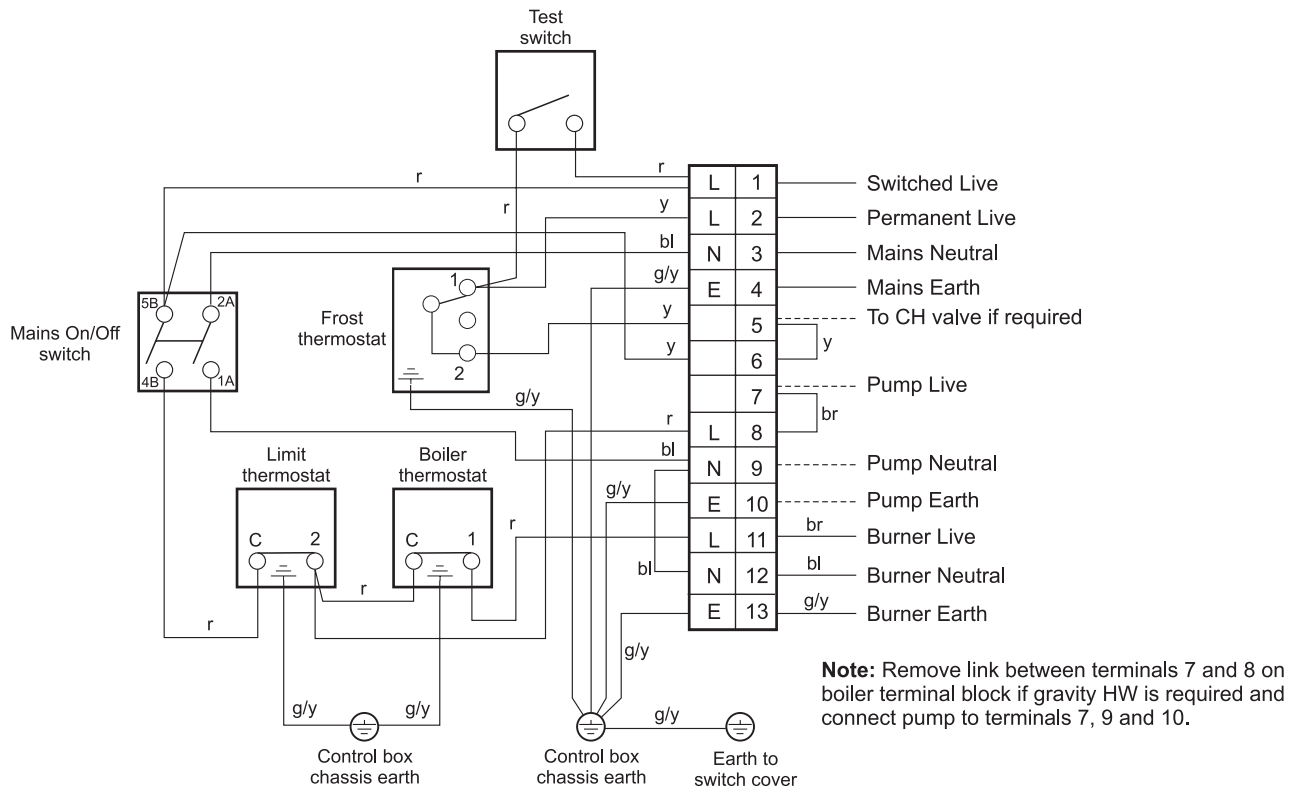 Test
switch
r
L 1 Switched Live
r
r
y
L 2 Permanent Live
bl
N 3 Mains Neutral
g/y
E 4 Mains Earth
Mains On/Off
switch
5B
2A
4B
1A
Frost
thermostat
1
2
y
5 To CH valve if required
y
y
6
7 Pump Live
br
g/y
r
L 8
bl
N 9 Pump Neutral
g/y
E 10 Pump Earth
Limit
thermostat
C 2
Boiler
thermostat
C 1
r
L 11 br Burner Live
bl
N 12 bl Burner Neutral
r
E 13 g/y Burner Earth
r
g/y
g/y
g/y
g/y
Control box
chassis earth
Control box
chassis earth
Earth to
switch cover
Note: Remove link between terminals 7 and 8 on
boiler terminal block if gravity HW is required and
connect pump to terminals 7, 9 and 10.